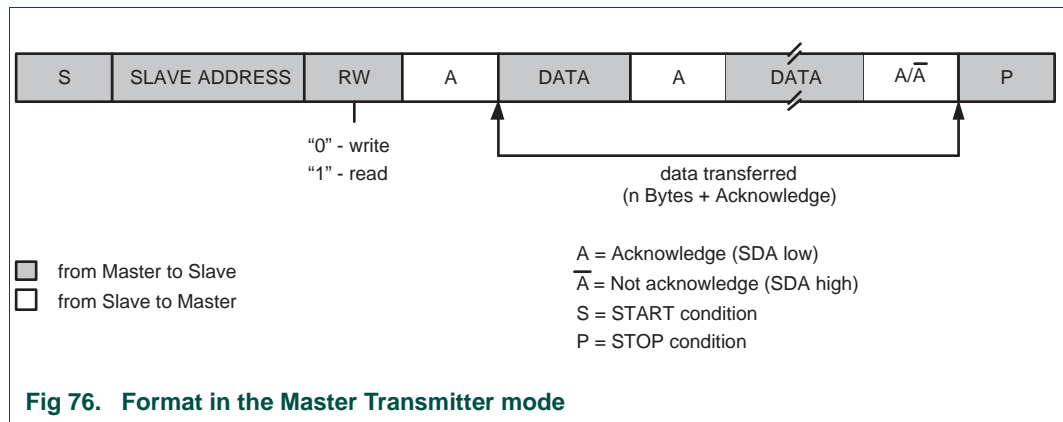 S SLAVE ADDRESS RW A DATA A DATA A/A̅ P
“0” - write
“1” - read
data transferred
(n Bytes + Acknowledge)
from Master to Slave
from Slave to Master
A = Acknowledge (SDA low)
A̅ = Not acknowledge (SDA high)
S = START condition
P = STOP condition
Fig 76. Format in the Master Transmitter mode